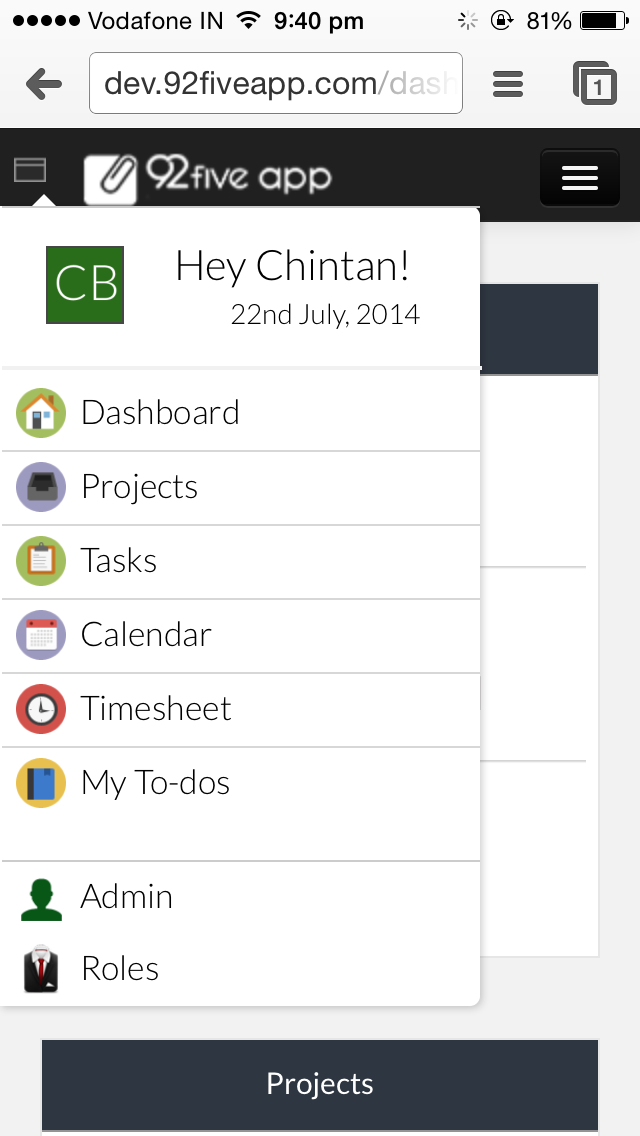 Vodafone IN 9:40 pm 81%
dev.92fiveapp.com/dash
1
92five app
CB
Hey Chintan!
22nd July, 2014
Dashboard
Projects
Tasks
Calendar
Timesheet
My To-dos
Admin
Roles
Projects